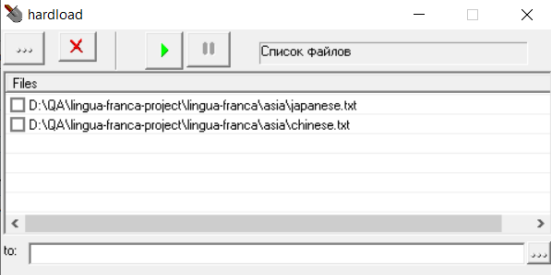 hardload
...
Список файлов
Files
D:\QA\lingua-franca-project\lingua-franca\asia\japanese.txt
D:\QA\lingua-franca-project\lingua-franca\asia\chinese.txt
to:
...